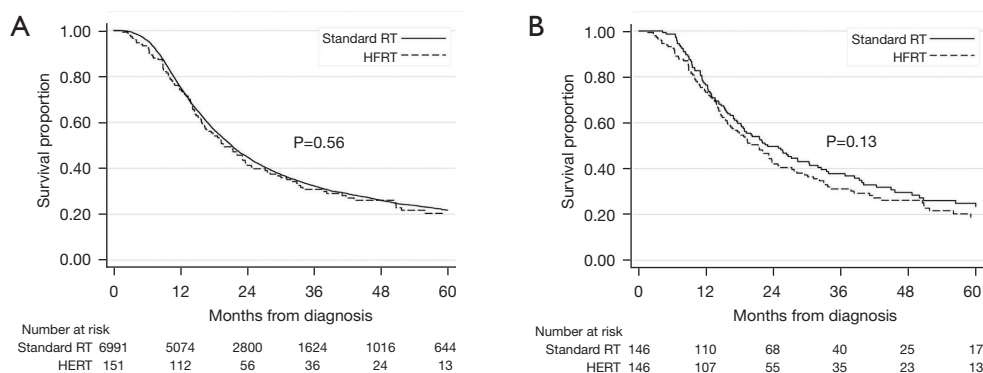 A
1.00
0.80
0.60
0.40
0.20
0.00
Survival proportion
Standard RT
HFRT
P=0.56
0 12 24 36 48 60
Months from diagnosis
Number at risk
Standard RT 6991 5074 2800 1624 1016 644
HERT 151 112 56 36 24 13
B
1.00
0.80
0.60
0.40
0.20
0.00
Survival proportion
Standard RT
HFRT
P=0.13
0 12 24 36 48 60
Months from diagnosis
Number at risk
Standard RT 146 110 68 40 25 17
HERT 146 107 55 35 23 13